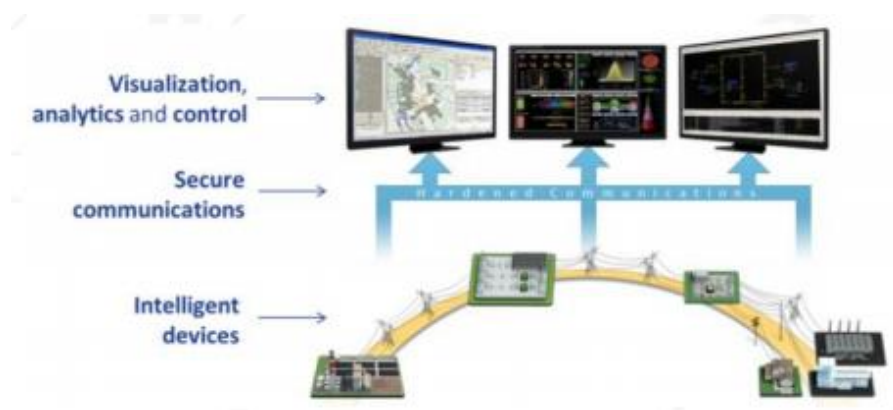 Visualization,
analytics and control
Secure
communications
Hardened Communications
Intelligent
devices